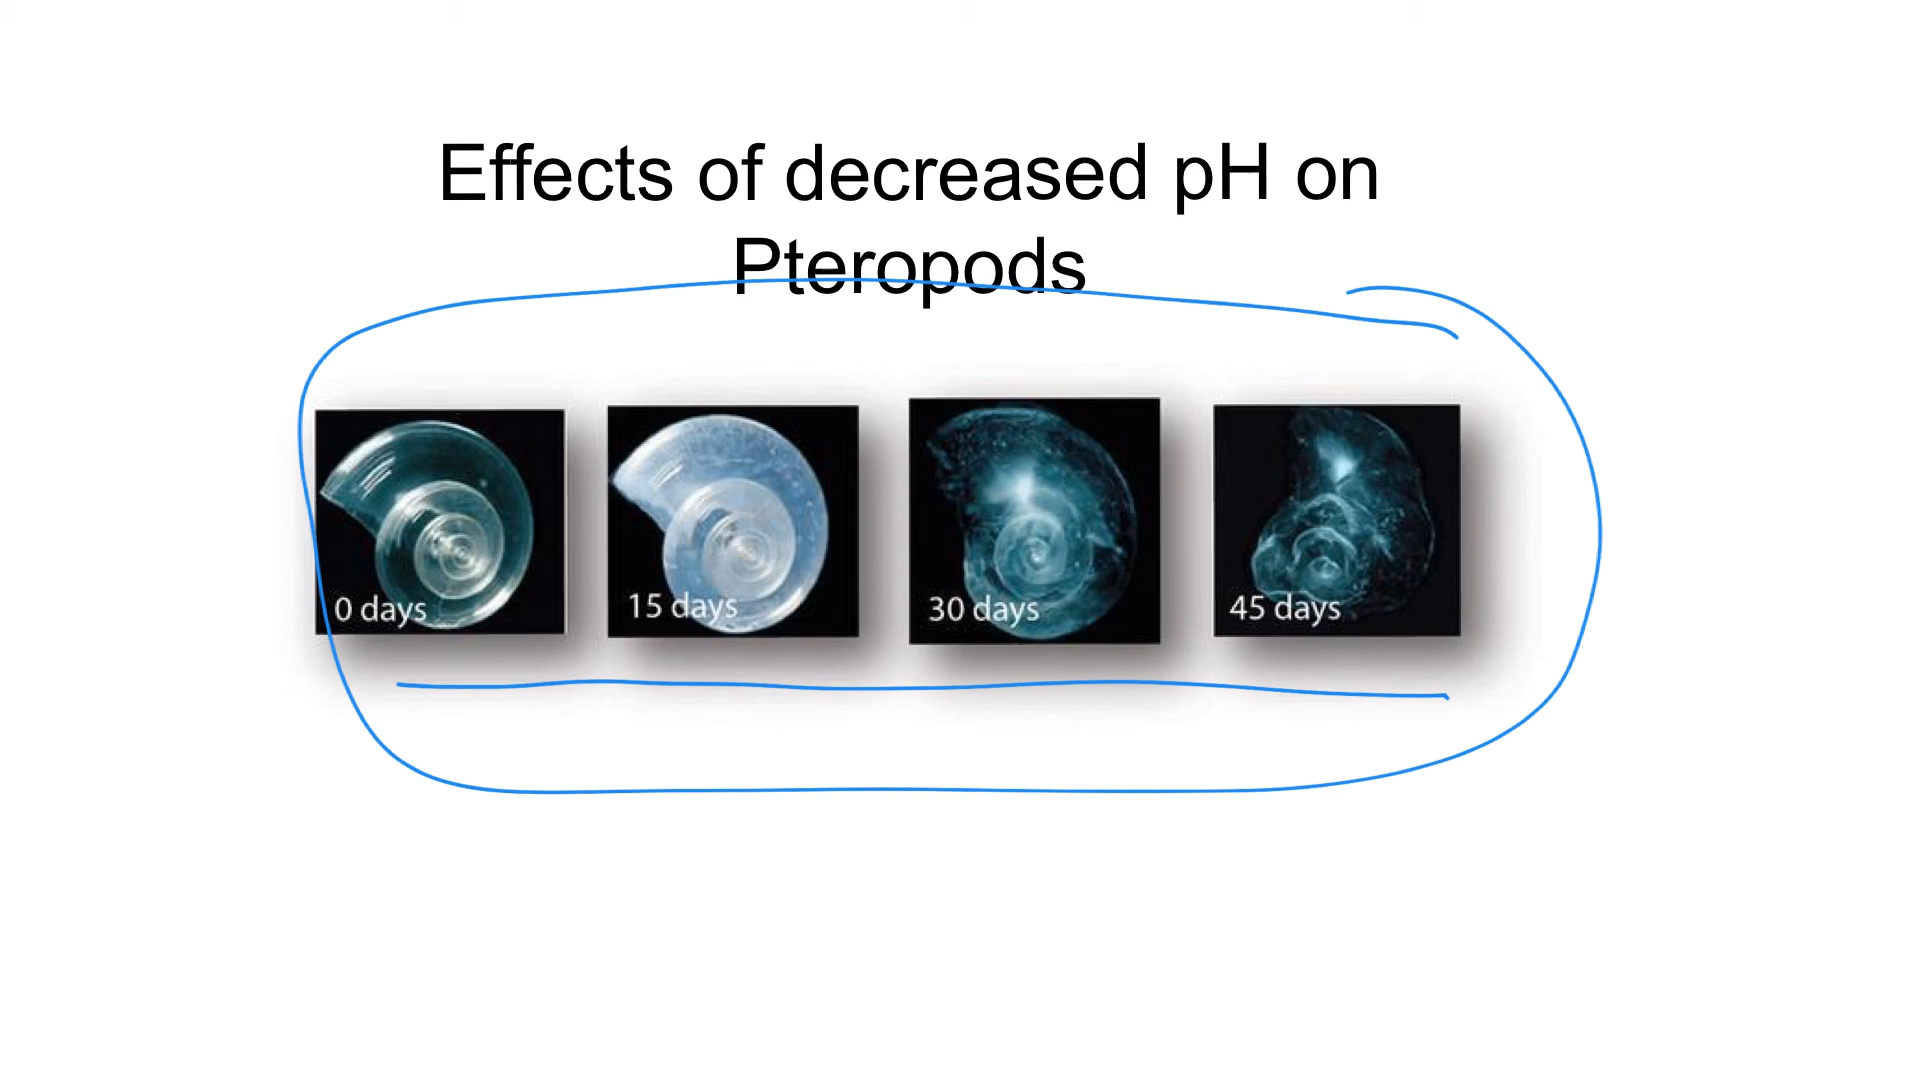 Effects of decreased pH on
Pteropods
0 days
15 days
30 days
45 days